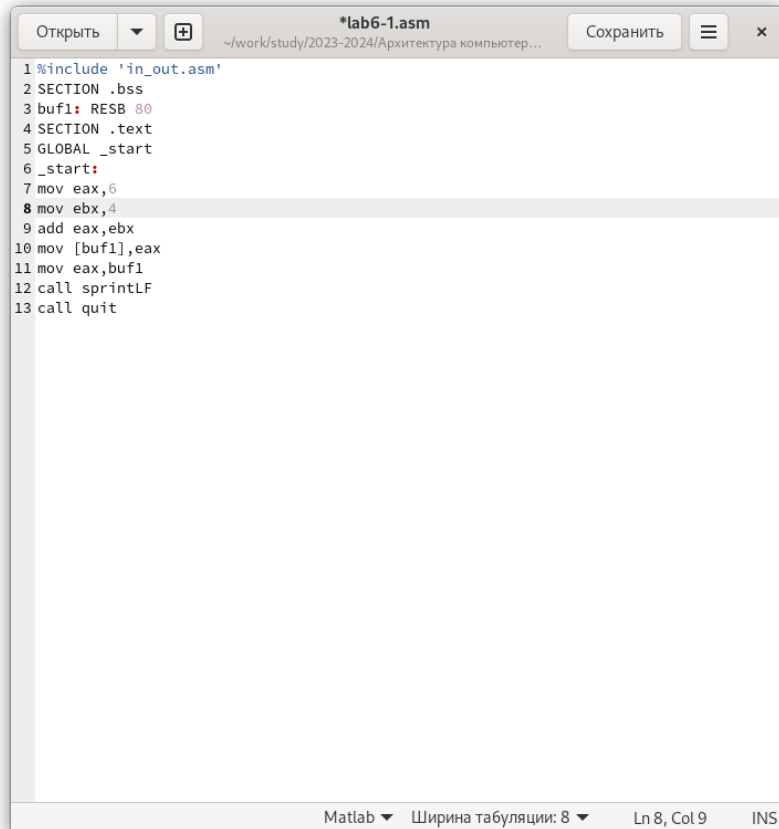 *lab6-1.asm
Открыть
~/work/study/2023-2024/Архитектура компьютер...
Сохранить
1 %include 'in_out.asm'
2 SECTION .bss
3 buf1: RESB 80
4 SECTION .text
5 GLOBAL _start
6 _start:
7 mov eax,6
8 mov ebx,4
9 add eax,ebx
10 mov [buf1],eax
11 mov eax,buf1
12 call sprintLF
13 call quit
Matlab Ширина табуляции: 8 Ln 8, Col 9 INS